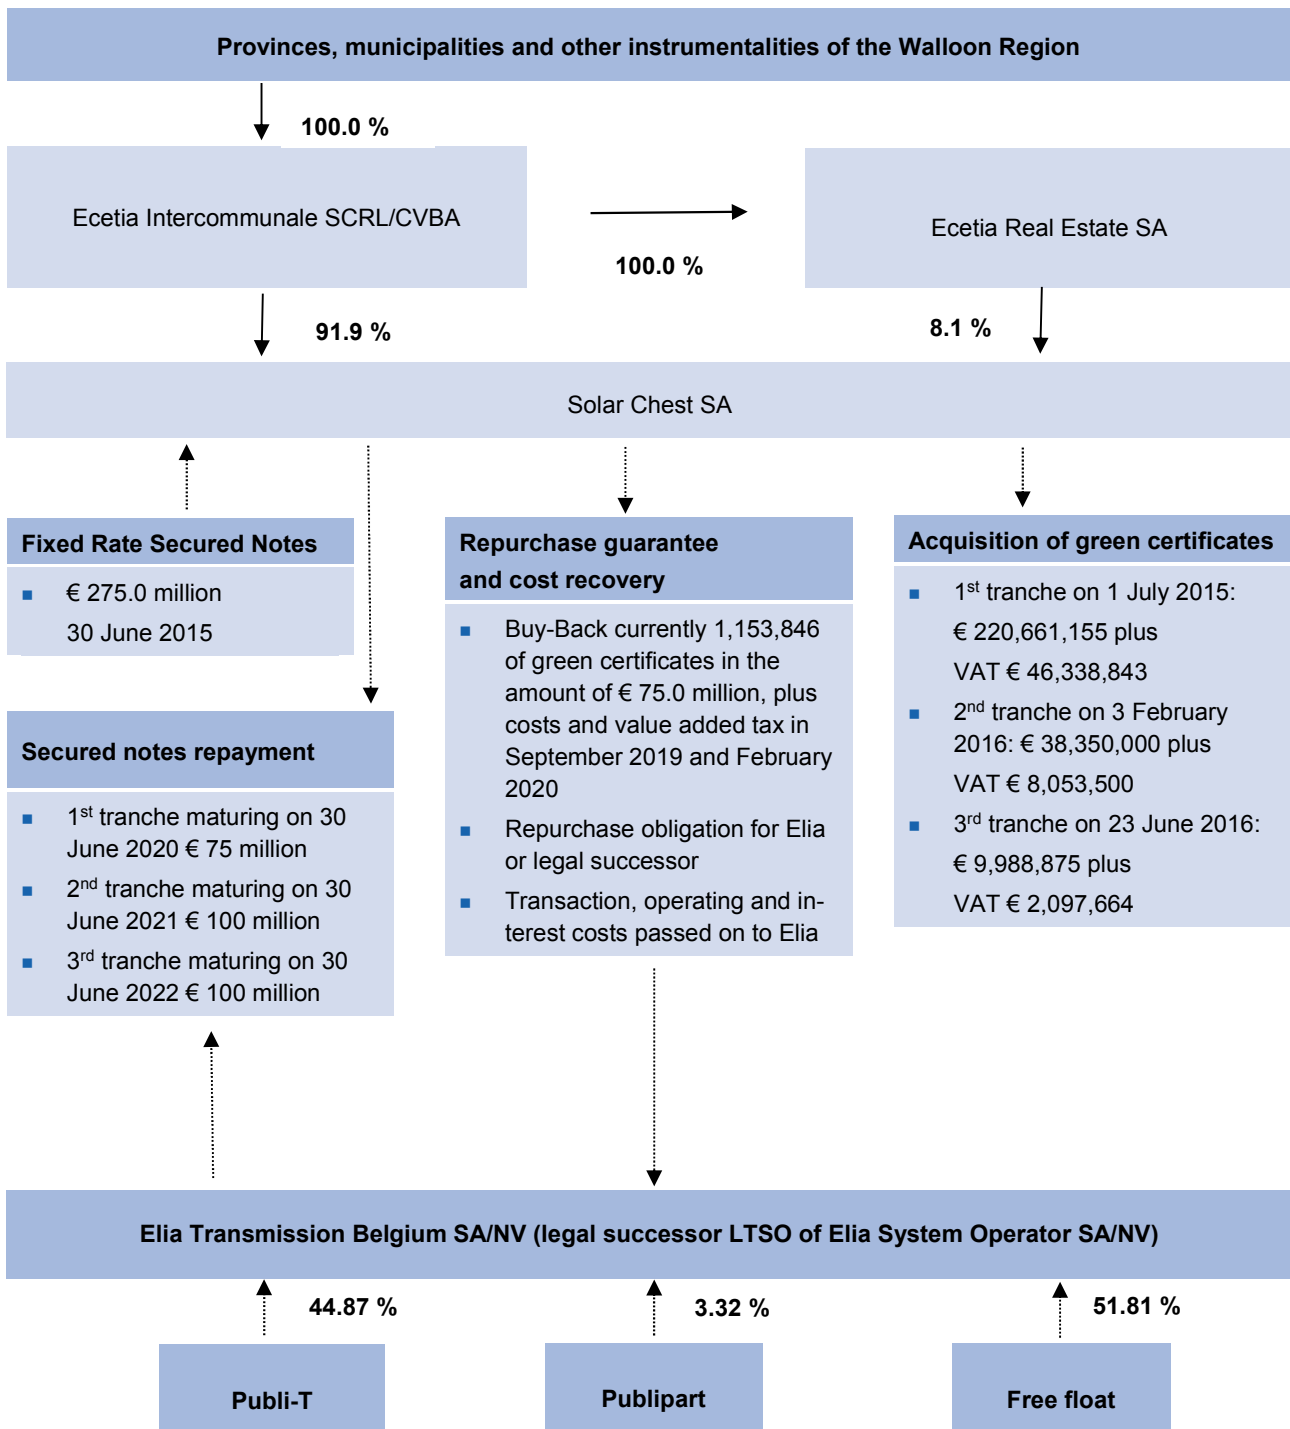 Provinces, municipalities and other instrumentalities of the Walloon Region
100.0 %
Ecetia Intercommunale SCRL/CVBA
100.0 %
Ecetia Real Estate SA
91.9 %
8.1 %
Solar Chest SA
Fixed Rate Secured Notes
■ € 275.0 million
30 June 2015
Secured notes repayment
■ 1st tranche maturing on 30
June 2020 € 75 million
■ 2nd tranche maturing on 30
June 2021 € 100 million
■ 3rd tranche maturing on 30
June 2022 € 100 million
Repurchase guarantee
and cost recovery
■ Buy-Back currently 1,153,846
of green certificates in the
amount of € 75.0 million, plus
costs and value added tax in
September 2019 and February
2020
■ Repurchase obligation for Elia
or legal successor
■ Transaction, operating and in-
terest costs passed on to Elia
Acquisition of green certificates
■ 1st tranche on 1 July 2015:
€ 220,661,155 plus
VAT € 46,338,843
■ 2nd tranche on 3 February
2016: € 38,350,000 plus
VAT € 8,053,500
■ 3rd tranche on 23 June 2016:
€ 9,988,875 plus
VAT € 2,097,664
Elia Transmission Belgium SA/NV (legal successor LTSO of Elia System Operator SA/NV)
44.87 %
3.32 %
51.81 %
Publi-T
Publipart
Free float